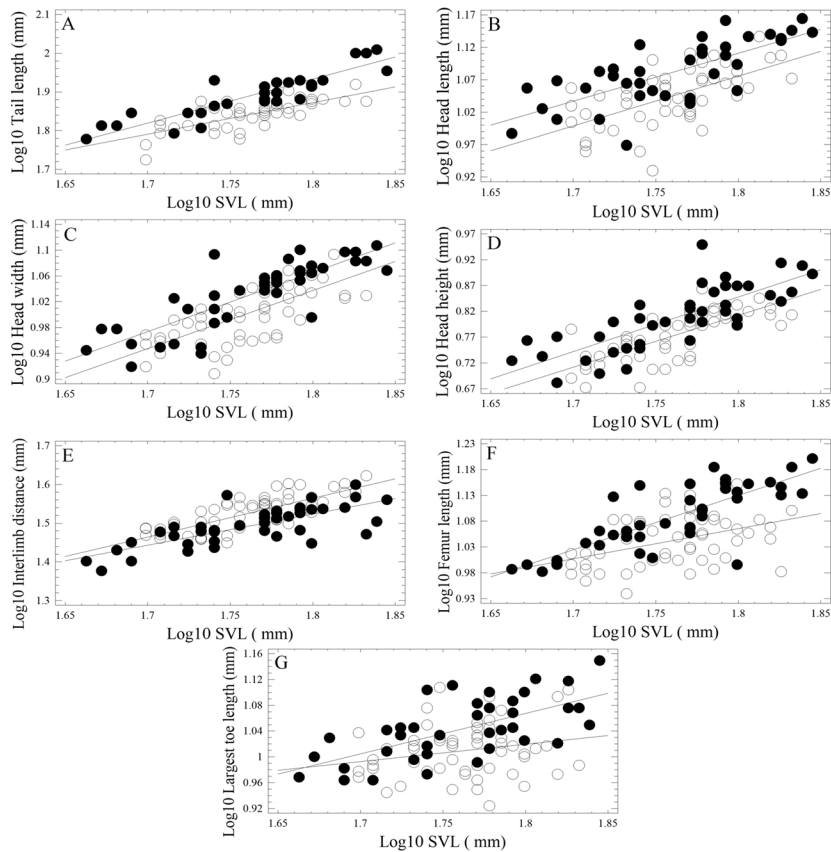 A
Log10 Tail length (mm)
2.1
2
1.9
1.8
1.7
1.65 1.7 1.75 1.8 1.85
Log10 SVL ( mm)
B
Log10 Head length (mm)
1.17
1.12
1.07
1.02
0.97
0.92
1.65 1.7 1.75 1.8 1.85
Log10 SVL ( mm)
C
Log10 Head width (mm)
1.14
1.1
1.06
1.02
0.98
0.94
0.9
1.65 1.7 1.75 1.8 1.85
Log10 SVL ( mm)
D
Log10 Head height (mm)
0.97
0.92
0.87
0.82
0.77
0.72
0.67
1.65 1.7 1.75 1.8 1.85
Log10 SVL ( mm)
E
Log10 Interlimb distance (mm)
1.7
1.6
1.5
1.4
1.3
1.65 1.7 1.75 1.8 1.85
Log10 SVL ( mm)
F
Log10 Femur length (mm)
1.23
1.18
1.13
1.08
1.03
0.98
0.93
1.65 1.7 1.75 1.8 1.85
Log10 SVL ( mm)
G
Log10 Largest toe length (mm)
1.16
1.12
1.08
1.04
1
0.96
0.92
1.65 1.7 1.75 1.8 1.85
Log10 SVL ( mm)